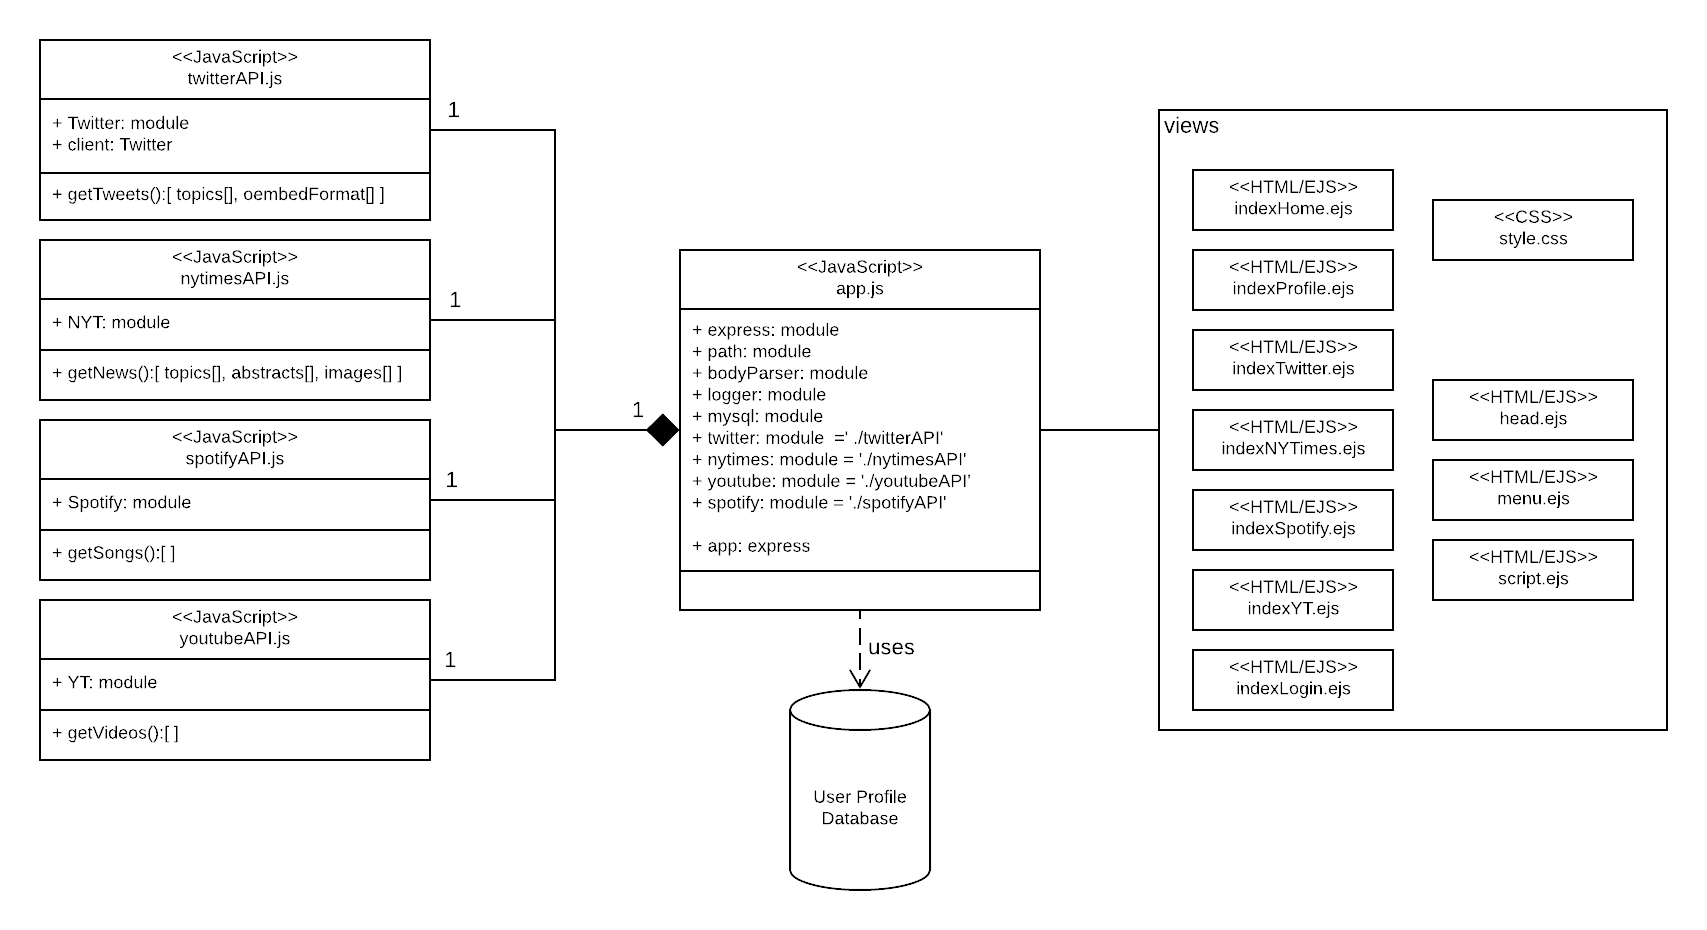 <<JavaScript>>
twitterAPI.js
+ Twitter: module
+ client: Twitter
+ getTweets():[ topics[], oembedFormat[] ]
1
<<JavaScript>>
nytimesAPI.js
+ NYT: module
+ getNews():[ topics[], abstracts[], images[] ]
1
<<JavaScript>>
spotifyAPI.js
+ Spotify: module
+ getSongs():[ ]
1
<<JavaScript>>
youtubeAPI.js
+ YT: module
+ getVideos():[ ]
1
1
<<JavaScript>>
app.js
+ express: module
+ path: module
+ bodyParser: module
+ logger: module
+ mysql: module
+ twitter: module  =' ./twitterAPI'
+ nytimes: module = './nytimesAPI'
+ youtube: module = './youtubeAPI'
+ spotify: module = './spotifyAPI'
+ app: express
uses
User Profile
Database
views
<<HTML/EJS>>
indexHome.ejs
<<HTML/EJS>>
indexProfile.ejs
<<HTML/EJS>>
indexTwitter.ejs
<<HTML/EJS>>
indexNYTimes.ejs
<<HTML/EJS>>
indexSpotify.ejs
<<HTML/EJS>>
indexYT.ejs
<<HTML/EJS>>
indexLogin.ejs
<<CSS>>
style.css
<<HTML/EJS>>
head.ejs
<<HTML/EJS>>
menu.ejs
<<HTML/EJS>>
script.ejs